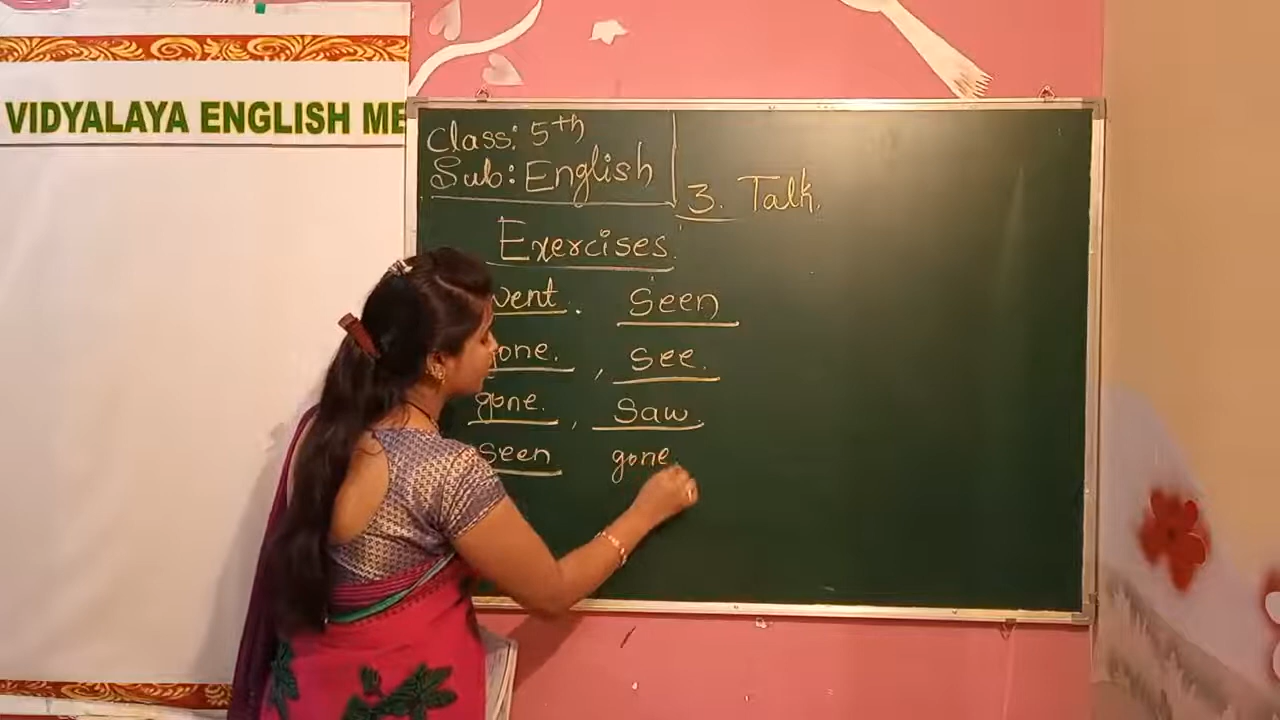 VIDYALAYA ENGLISH ME
Class: 5th
Sub: English
3. Talk.
Exercises.
went. Seen
gone. , see.
gone. , Saw.
Seen gone